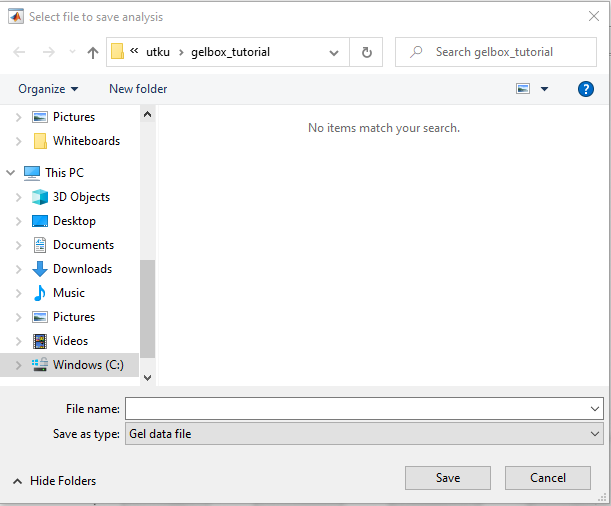 Select file to save analysis
« utku > gelbox_tutorial
Search gelbox_tutorial
Organize
New folder
?
Pictures
Whiteboards
This PC
3D Objects
Desktop
Documents
Downloads
Music
Pictures
Videos
Windows (C:)
No items match your search.
File name:
Save as type: Gel data file
Hide Folders
Save
Cancel